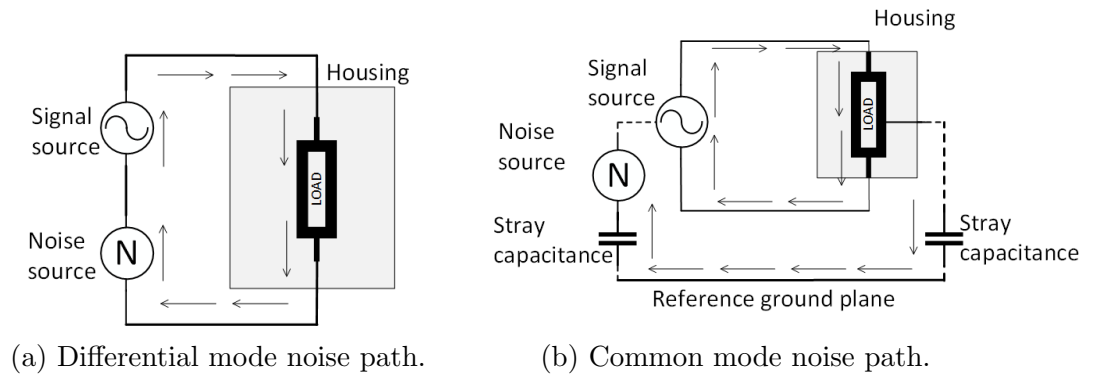 Housing
Signal
source
LOAD
Noise
source
N
(a) Differential mode noise path.
Housing
Signal
source
LOAD
Noise
source
N
Stray
capacitance
Stray
capacitance
Reference ground plane
(b) Common mode noise path.